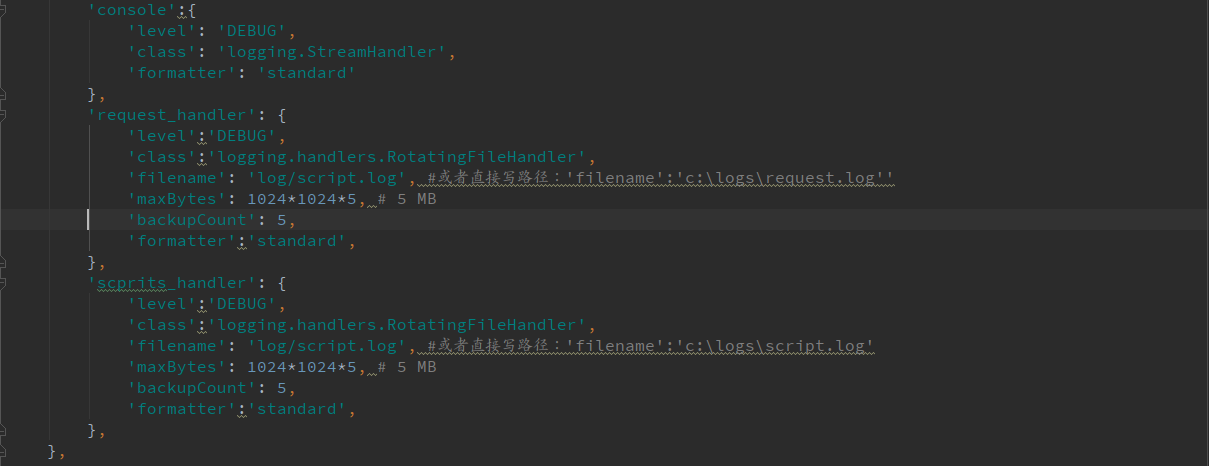 'console':{
'level': 'DEBUG',
'class': 'logging.StreamHandler',
'formatter': 'standard'
},
'request_handler': {
'level':'DEBUG',
'class':'logging.handlers.RotatingFileHandler',
'filename': 'log/script.log', #或者直接写路径：'filename':'c:\logs\request.log''
'maxBytes': 1024*1024*5, # 5 MB
'backupCount': 5,
'formatter':'standard',
},
'scprits_handler': {
'level':'DEBUG',
'class':'logging.handlers.RotatingFileHandler',
'filename': 'log/script.log', #或者直接写路径：'filename':'c:\logs\script.log'
'maxBytes': 1024*1024*5, # 5 MB
'backupCount': 5,
'formatter':'standard',
},
},